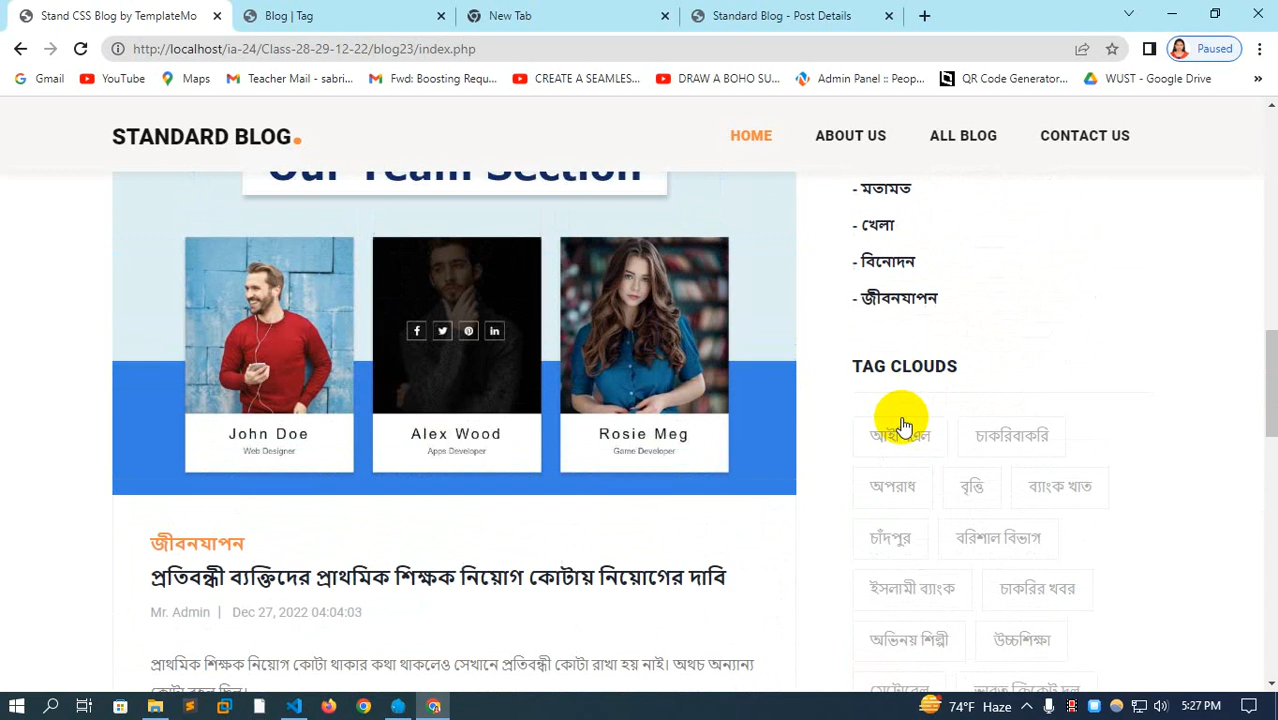 Stand CSS Blog by TemplateMo
Blog | Tag
New Tab
Standard Blog - Post Details
http://localhost/ia-24/Class-28-29-12-22/blog23/index.php
Paused
Gmail
YouTube
Maps
Teacher Mail - sabri...
Fwd: Boosting Requ...
CREATE A SEAMLES...
DRAW A BOHO SU...
Admin Panel :: Peop...
QR Code Generator...
WUST - Google Drive
STANDARD BLOG.
HOME
ABOUT US
ALL BLOG
CONTACT US
Our Team Section
- মতামত
- খেলা
- বিনোদন
- জীবনযাপন
TAG CLOUDS
চাকরিবাকরি
অপরাধ
বৃত্তি
ব্যাংক খাত
চাঁদপুর
বরিশাল বিভাগ
ইসলামী ব্যাংক
চাকরির খবর
অভিনয় শিল্পী
উচ্চশিক্ষা
ভারত ক্রিকেট দল
John Doe
Web Designer
Alex Wood
Apps Developer
Rosie Meg
Game Developer
জীবনযাপন
প্রতিবন্ধী ব্যক্তিদের প্রাথমিক শিক্ষক নিয়োগ কোটায় নিয়োগের দাবি
Mr. Admin | Dec 27, 2022 04:04:03
প্রাথমিক শিক্ষক নিয়োগ কোটা থাকার কথা থাকলেও সেখানে প্রতিবন্ধী কোটা রাখা হয় নাই। অথচ অন্যান্য
74°F Haze
5:27 PM